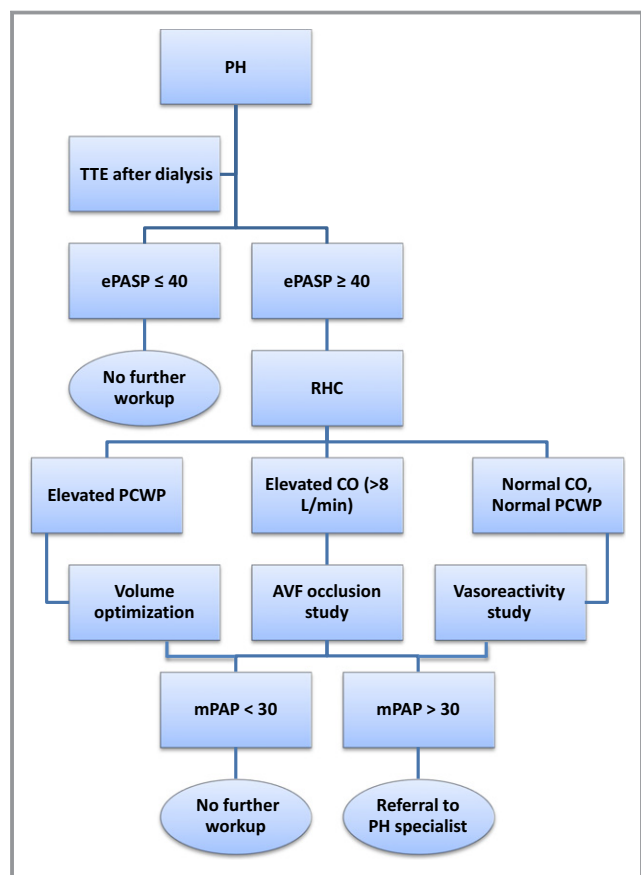 PH
TTE after dialysis
ePASP ≤ 40
ePASP ≥ 40
No further
workup
RHC
Elevated PCWP
Elevated CO (>8
L/min)
Normal CO,
Normal PCWP
Volume
optimization
AVF occlusion
study
Vasoreactivity
study
mPAP < 30
mPAP > 30
No further
workup
Referral to
PH specialist